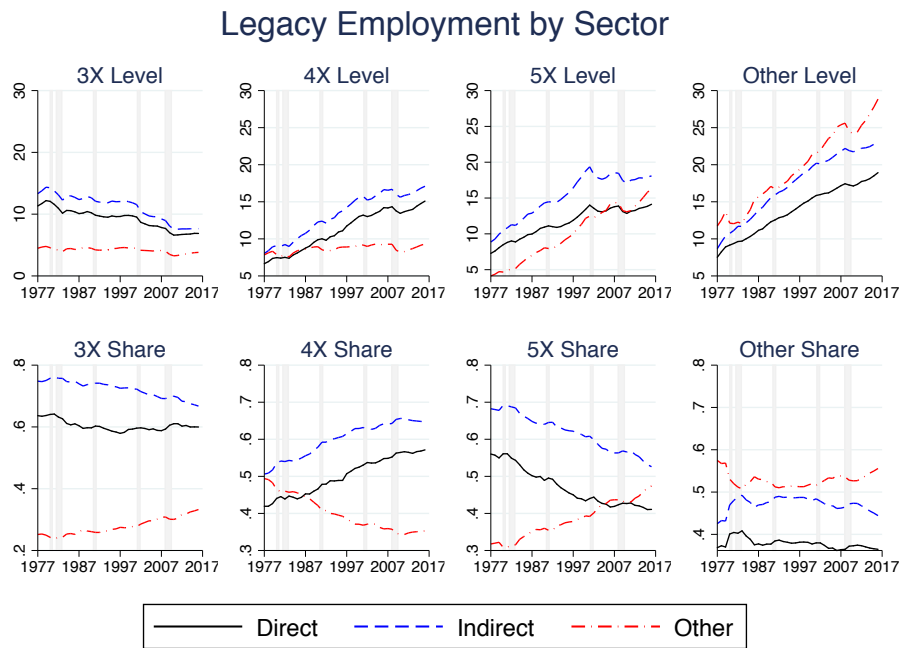 Legacy Employment by Sector
3X Level
4X Level
5X Level
Other Level
30
20
10
0
1977 1987 1997 2007 2017
30
25
20
15
10
5
1977 1987 1997 2007 2017
30
25
20
15
10
5
1977 1987 1997 2007 2017
30
25
20
15
10
5
1977 1987 1997 2007 2017
3X Share
4X Share
5X Share
Other Share
.8
.6
.4
.2
1977 1987 1997 2007 2017
.8
.7
.6
.5
.4
.3
1977 1987 1997 2007 2017
.8
.7
.6
.5
.4
.3
1977 1987 1997 2007 2017
.8
.7
.6
.5
.4
1977 1987 1997 2007 2017
Direct Indirect Other